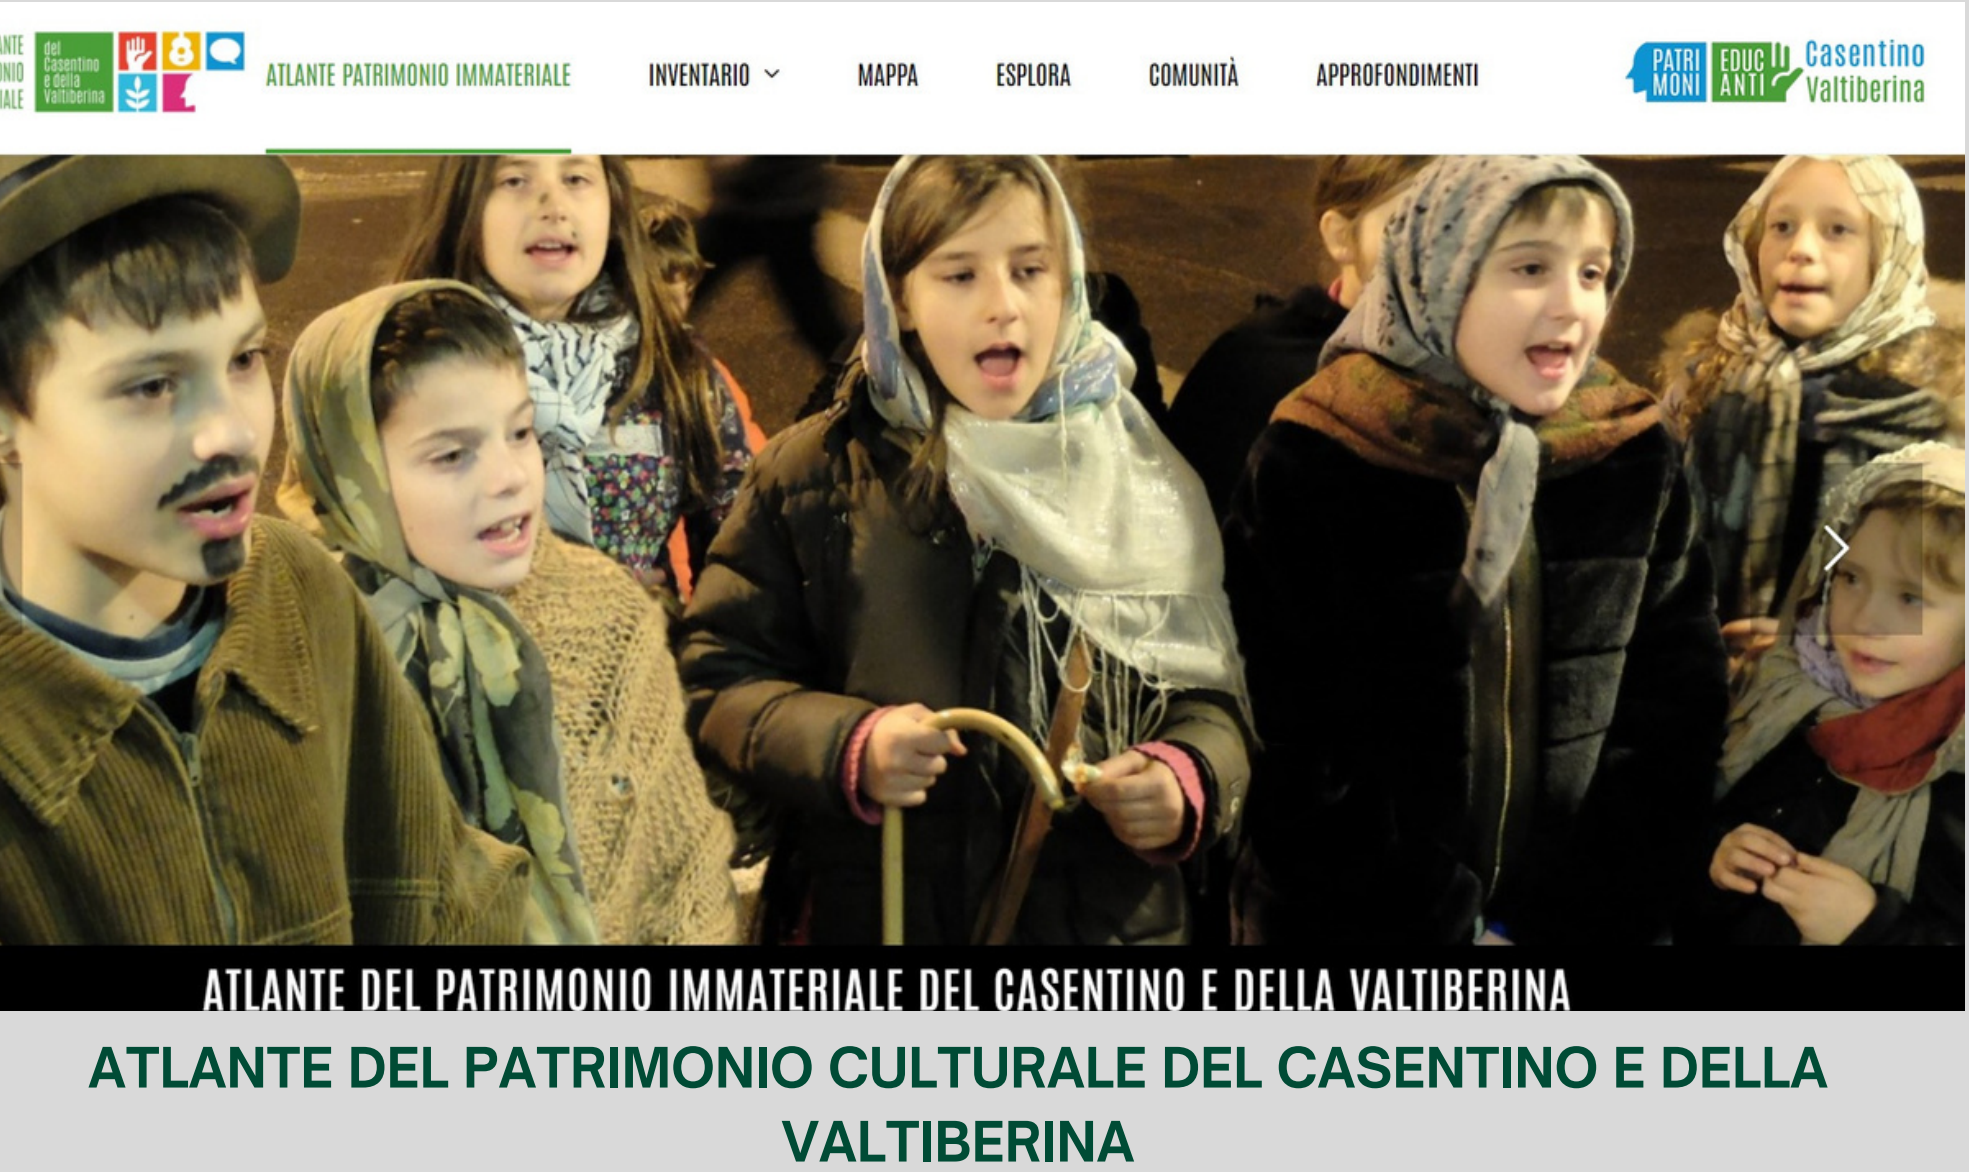 del
Casentino
e della
Valtiberina
ATLANTE PATRIMONIO IMMATERIALE
INVENTARIO
MAPPA
ESPLORA
COMUNITÀ
APPROFONDIMENTI
PATRI
MONI
EDUC
ANTI
Casentino
Valtiberina
ATLANTE DEL PATRIMONIO IMMATERIALE DEL CASENTINO E DELLA VALTIBERINA
ATLANTE DEL PATRIMONIO CULTURALE DEL CASENTINO E DELLA
VALTIBERINA